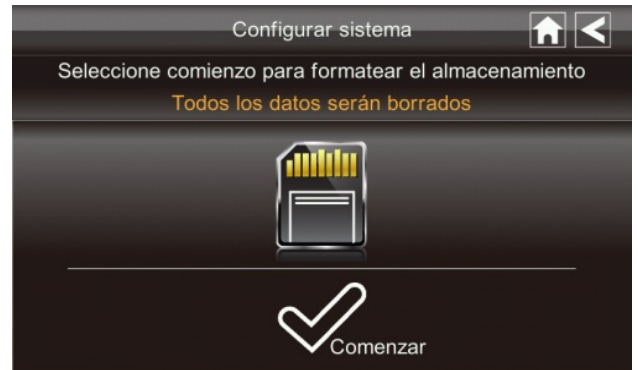 Configurar sistema
Seleccione comienzo para formatear el almacenamiento
Todos los datos serán borrados
Comenzar